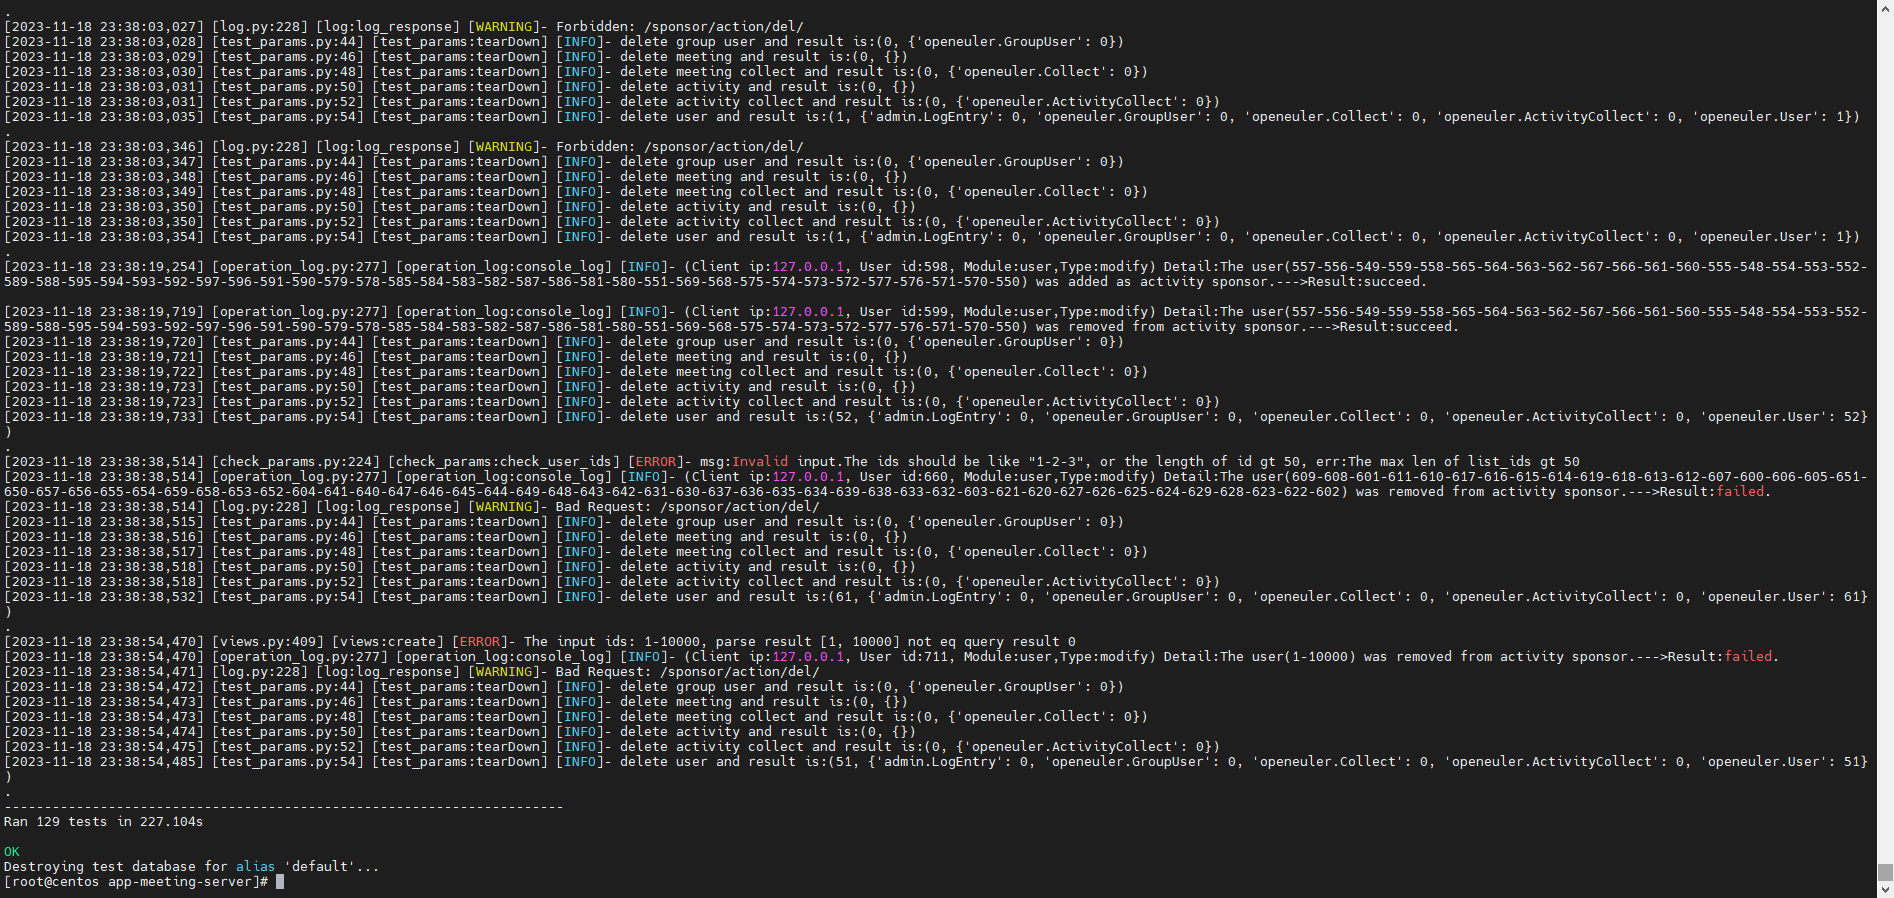 .
[2023-11-18 23:38:03,027] [log.py:228] [log:log_response] [WARNING]- Forbidden: /sponsor/action/del/
[2023-11-18 23:38:03,028] [test_params.py:44] [test_params:tearDown] [INFO]- delete group user and result is:(0, {'openeuler.GroupUser': 0})
[2023-11-18 23:38:03,029] [test_params.py:46] [test_params:tearDown] [INFO]- delete meeting and result is:(0, {})
[2023-11-18 23:38:03,030] [test_params.py:48] [test_params:tearDown] [INFO]- delete meeting collect and result is:(0, {'openeuler.Collect': 0})
[2023-11-18 23:38:03,031] [test_params.py:50] [test_params:tearDown] [INFO]- delete activity and result is:(0, {})
[2023-11-18 23:38:03,031] [test_params.py:52] [test_params:tearDown] [INFO]- delete activity collect and result is:(0, {'openeuler.ActivityCollect': 0})
[2023-11-18 23:38:03,035] [test_params.py:54] [test_params:tearDown] [INFO]- delete user and result is:(1, {'admin.LogEntry': 0, 'openeuler.GroupUser': 0, 'openeuler.Collect': 0, 'openeuler.ActivityCollect': 0, 'openeuler.User': 1})
.
[2023-11-18 23:38:03,346] [log.py:228] [log:log_response] [WARNING]- Forbidden: /sponsor/action/del/
[2023-11-18 23:38:03,347] [test_params.py:44] [test_params:tearDown] [INFO]- delete group user and result is:(0, {'openeuler.GroupUser': 0})
[2023-11-18 23:38:03,348] [test_params.py:46] [test_params:tearDown] [INFO]- delete meeting and result is:(0, {})
[2023-11-18 23:38:03,349] [test_params.py:48] [test_params:tearDown] [INFO]- delete meeting collect and result is:(0, {'openeuler.Collect': 0})
[2023-11-18 23:38:03,350] [test_params.py:50] [test_params:tearDown] [INFO]- delete activity and result is:(0, {})
[2023-11-18 23:38:03,350] [test_params.py:52] [test_params:tearDown] [INFO]- delete activity collect and result is:(0, {'openeuler.ActivityCollect': 0})
[2023-11-18 23:38:03,354] [test_params.py:54] [test_params:tearDown] [INFO]- delete user and result is:(1, {'admin.LogEntry': 0, 'openeuler.GroupUser': 0, 'openeuler.Collect': 0, 'openeuler.ActivityCollect': 0, 'openeuler.User': 1})
.
[2023-11-18 23:38:19,254] [operation_log.py:277] [operation_log:console_log] [INFO]- (Client ip:127.0.0.1, User id:598, Module:user,Type:modify) Detail:The user(557-556-549-559-558-565-564-563-562-567-566-561-560-555-548-554-553-552-
589-588-595-594-593-592-597-596-591-590-579-578-585-584-583-582-587-586-581-580-551-569-568-575-574-573-572-577-576-571-570-550) was added as activity sponsor.--->Result:succeed.
[2023-11-18 23:38:19,719] [operation_log.py:277] [operation_log:console_log] [INFO]- (Client ip:127.0.0.1, User id:599, Module:user,Type:modify) Detail:The user(557-556-549-559-558-565-564-563-562-567-566-561-560-555-548-554-553-552-
589-588-595-594-593-592-597-596-591-590-579-578-585-584-583-582-587-586-581-580-551-569-568-575-574-573-572-577-576-571-570-550) was removed from activity sponsor.--->Result:succeed.
[2023-11-18 23:38:19,720] [test_params.py:44] [test_params:tearDown] [INFO]- delete group user and result is:(0, {'openeuler.GroupUser': 0})
[2023-11-18 23:38:19,721] [test_params.py:46] [test_params:tearDown] [INFO]- delete meeting and result is:(0, {})
[2023-11-18 23:38:19,722] [test_params.py:48] [test_params:tearDown] [INFO]- delete meeting collect and result is:(0, {'openeuler.Collect': 0})
[2023-11-18 23:38:19,723] [test_params.py:50] [test_params:tearDown] [INFO]- delete activity and result is:(0, {})
[2023-11-18 23:38:19,723] [test_params.py:52] [test_params:tearDown] [INFO]- delete activity collect and result is:(0, {'openeuler.ActivityCollect': 0})
[2023-11-18 23:38:19,733] [test_params.py:54] [test_params:tearDown] [INFO]- delete user and result is:(52, {'admin.LogEntry': 0, 'openeuler.GroupUser': 0, 'openeuler.Collect': 0, 'openeuler.ActivityCollect': 0, 'openeuler.User': 52}
)
.
[2023-11-18 23:38:38,514] [check_params.py:224] [check_params:check_user_ids] [ERROR]- msg:Invalid input.The ids should be like "1-2-3", or the length of id gt 50, err:The max len of list_ids gt 50
[2023-11-18 23:38:38,514] [operation_log.py:277] [operation_log:console_log] [INFO]- (Client ip:127.0.0.1, User id:660, Module:user,Type:modify) Detail:The user(609-608-601-611-610-617-616-615-614-619-618-613-612-607-600-606-605-651-
650-657-656-655-654-659-658-653-652-604-641-640-647-646-645-644-649-648-643-642-631-630-637-636-635-634-639-638-633-632-603-621-620-627-626-625-624-629-628-623-622-602) was removed from activity sponsor.--->Result:failed.
[2023-11-18 23:38:38,514] [log.py:228] [log:log_response] [WARNING]- Bad Request: /sponsor/action/del/
[2023-11-18 23:38:38,515] [test_params.py:44] [test_params:tearDown] [INFO]- delete group user and result is:(0, {'openeuler.GroupUser': 0})
[2023-11-18 23:38:38,516] [test_params.py:46] [test_params:tearDown] [INFO]- delete meeting and result is:(0, {})
[2023-11-18 23:38:38,517] [test_params.py:48] [test_params:tearDown] [INFO]- delete meeting collect and result is:(0, {'openeuler.Collect': 0})
[2023-11-18 23:38:38,518] [test_params.py:50] [test_params:tearDown] [INFO]- delete activity and result is:(0, {})
[2023-11-18 23:38:38,518] [test_params.py:52] [test_params:tearDown] [INFO]- delete activity collect and result is:(0, {'openeuler.ActivityCollect': 0})
[2023-11-18 23:38:38,532] [test_params.py:54] [test_params:tearDown] [INFO]- delete user and result is:(61, {'admin.LogEntry': 0, 'openeuler.GroupUser': 0, 'openeuler.Collect': 0, 'openeuler.ActivityCollect': 0, 'openeuler.User': 61}
)
.
[2023-11-18 23:38:54,470] [views.py:409] [views:create] [ERROR]- The input ids: 1-10000, parse result [1, 10000] not eq query result 0
[2023-11-18 23:38:54,470] [operation_log.py:277] [operation_log:console_log] [INFO]- (Client ip:127.0.0.1, User id:711, Module:user,Type:modify) Detail:The user(1-10000) was removed from activity sponsor.--->Result:failed.
[2023-11-18 23:38:54,471] [log.py:228] [log:log_response] [WARNING]- Bad Request: /sponsor/action/del/
[2023-11-18 23:38:54,472] [test_params.py:44] [test_params:tearDown] [INFO]- delete group user and result is:(0, {'openeuler.GroupUser': 0})
[2023-11-18 23:38:54,473] [test_params.py:46] [test_params:tearDown] [INFO]- delete meeting and result is:(0, {})
[2023-11-18 23:38:54,473] [test_params.py:48] [test_params:tearDown] [INFO]- delete meeting collect and result is:(0, {'openeuler.Collect': 0})
[2023-11-18 23:38:54,474] [test_params.py:50] [test_params:tearDown] [INFO]- delete activity and result is:(0, {})
[2023-11-18 23:38:54,475] [test_params.py:52] [test_params:tearDown] [INFO]- delete activity collect and result is:(0, {'openeuler.ActivityCollect': 0})
[2023-11-18 23:38:54,485] [test_params.py:54] [test_params:tearDown] [INFO]- delete user and result is:(51, {'admin.LogEntry': 0, 'openeuler.GroupUser': 0, 'openeuler.Collect': 0, 'openeuler.ActivityCollect': 0, 'openeuler.User': 51}
)
.
----------------------------------------------------------------------
Ran 129 tests in 227.104s
OK
Destroying test database for alias 'default'...
[root@centos app-meeting-server]#